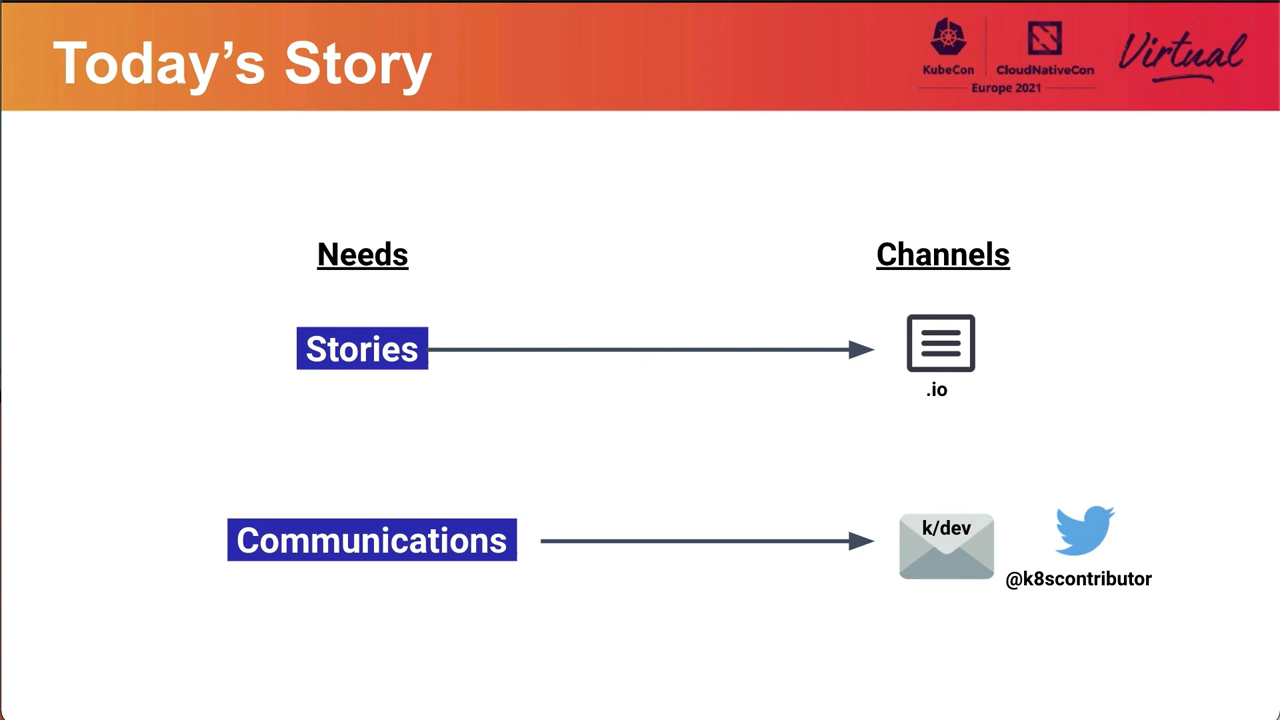 Today's Story
KubeCon
CloudNativeCon
Europe 2021
Virtual
Needs
Channels
Stories
.io
Communications
k/dev
@k8scontributor